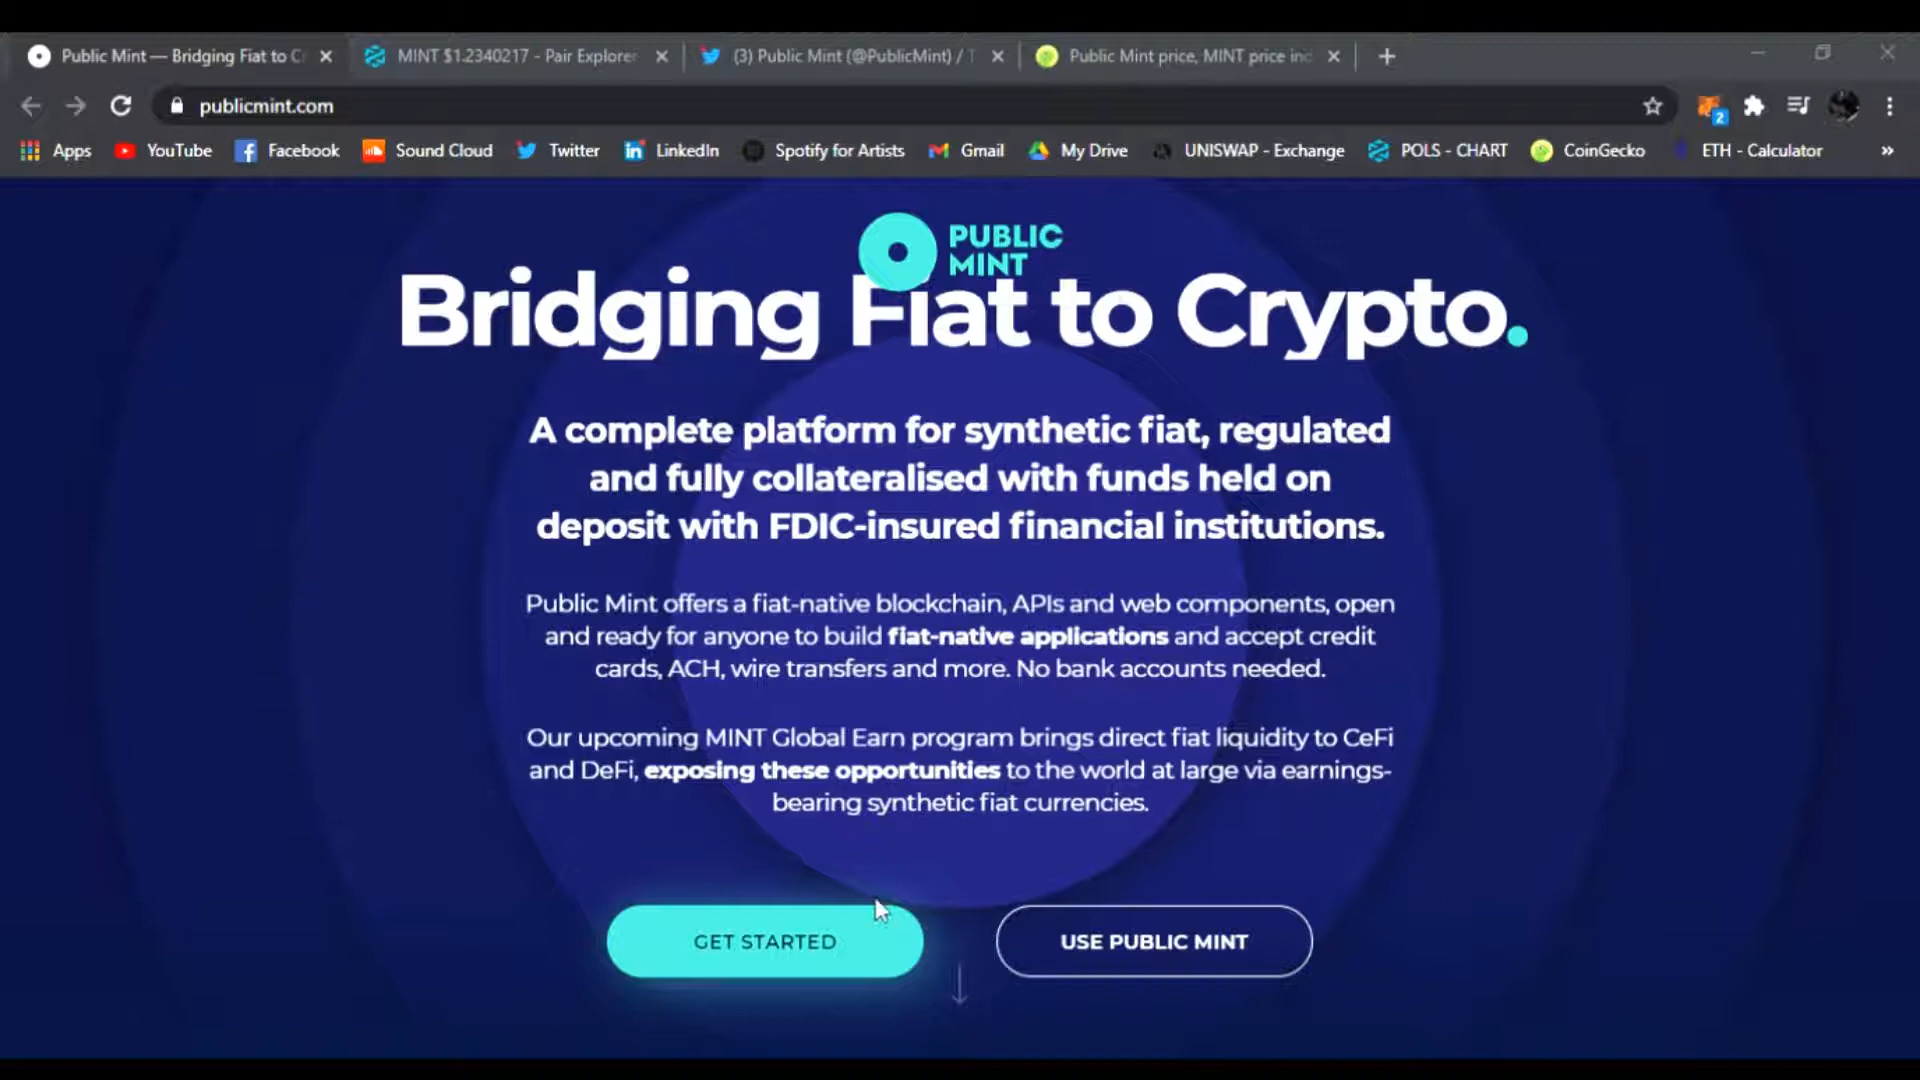 Public Mint — Bridging Fiat to C
MINT $1.2340217 - Pair Explorer
(3) Public Mint (@PublicMint) / T
Public Mint price, MINT price ind
publicmint.com
2
Apps
YouTube
Facebook
Sound Cloud
Twitter
LinkedIn
Spotify for Artists
Gmail
My Drive
UNISWAP - Exchange
POLS - CHART
CoinGecko
ETH - Calculator
»
PUBLIC
MINT
Bridging Fiat to Crypto.
A complete platform for synthetic fiat, regulated
and fully collateralised with funds held on
deposit with FDIC-insured financial institutions.
Public Mint offers a fiat-native blockchain, APIs and web components, open
and ready for anyone to build fiat-native applications and accept credit
cards, ACH, wire transfers and more. No bank accounts needed.
Our upcoming MINT Global Earn program brings direct fiat liquidity to CeFi
and DeFi, exposing these opportunities to the world at large via earnings-
bearing synthetic fiat currencies.
GET STARTED
USE PUBLIC MINT